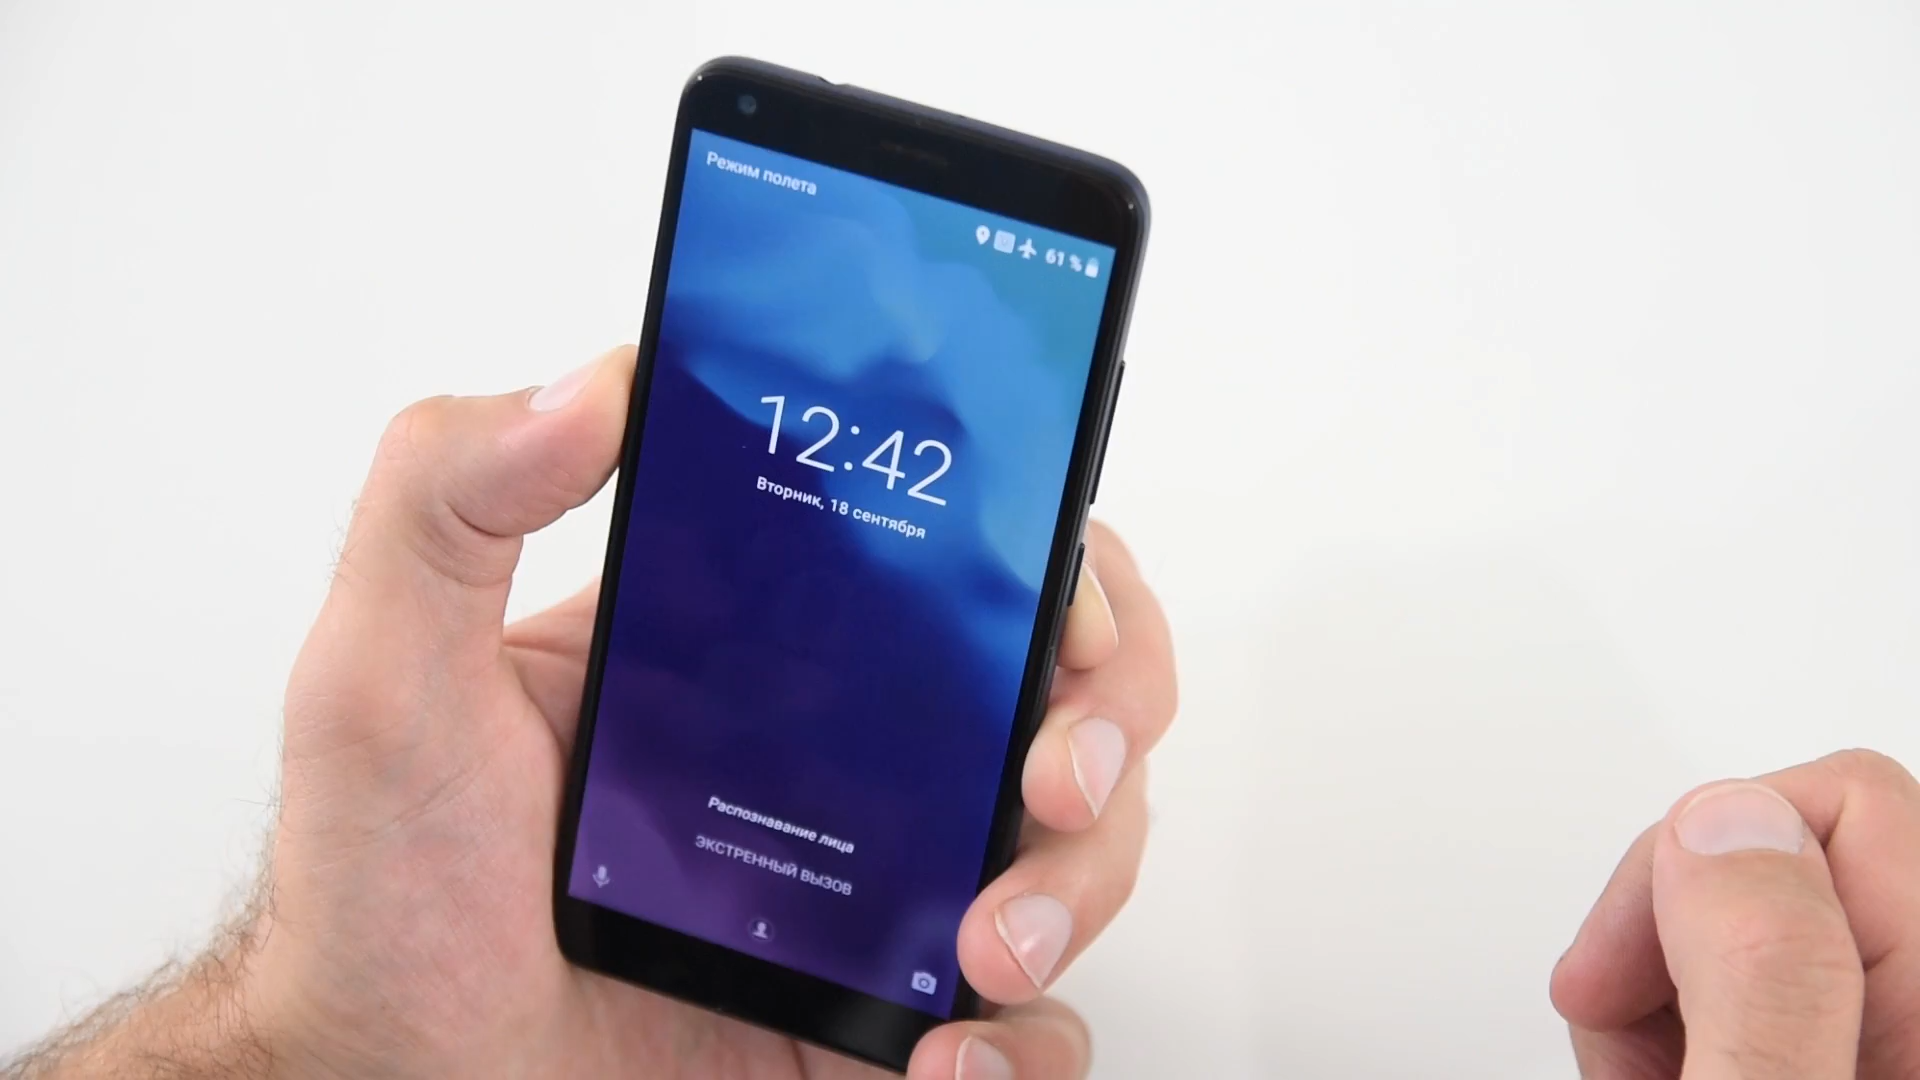 Режим полета
61 %
12:42
Вторник, 18 сентября
Распознавание лица
ЭКСТРЕННЫЙ ВЫЗОВ